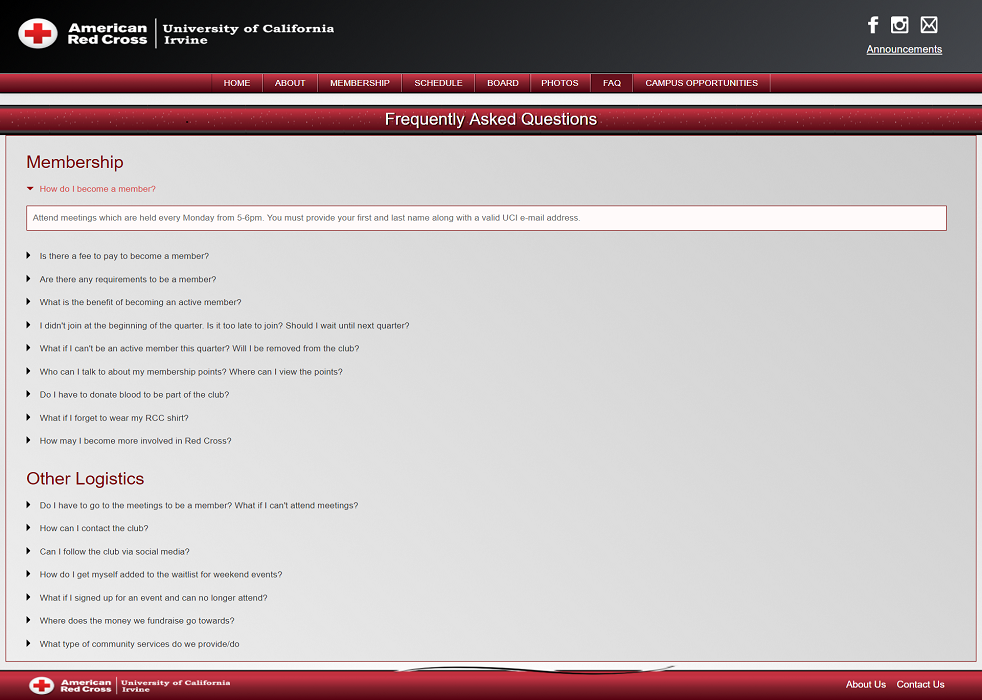 American
Red Cross
University of California
Irvine
Announcements
HOME ABOUT MEMBERSHIP SCHEDULE BOARD PHOTOS FAQ CAMPUS OPPORTUNITIES
Frequently Asked Questions
Membership
How do I become a member?
Attend meetings which are held every Monday from 5-6pm. You must provide your first and last name along with a valid UCI e-mail address.
Is there a fee to pay to become a member?
Are there any requirements to be a member?
What is the benefit of becoming an active member?
I didn't join at the beginning of the quarter. Is it too late to join? Should I wait until next quarter?
What if I can't be an active member this quarter? Will I be removed from the club?
Who can I talk to about my membership points? Where can I view the points?
Do I have to donate blood to be part of the club?
What if I forget to wear my RCC shirt?
How may I become more involved in Red Cross?
Other Logistics
Do I have to go to the meetings to be a member? What if I can't attend meetings?
How can I contact the club?
Can I follow the club via social media?
How do I get myself added to the waitlist for weekend events?
What if I signed up for an event and can no longer attend?
Where does the money we fundraise go towards?
What type of community services do we provide/do
American
Red Cross
University of California
Irvine
About Us Contact Us